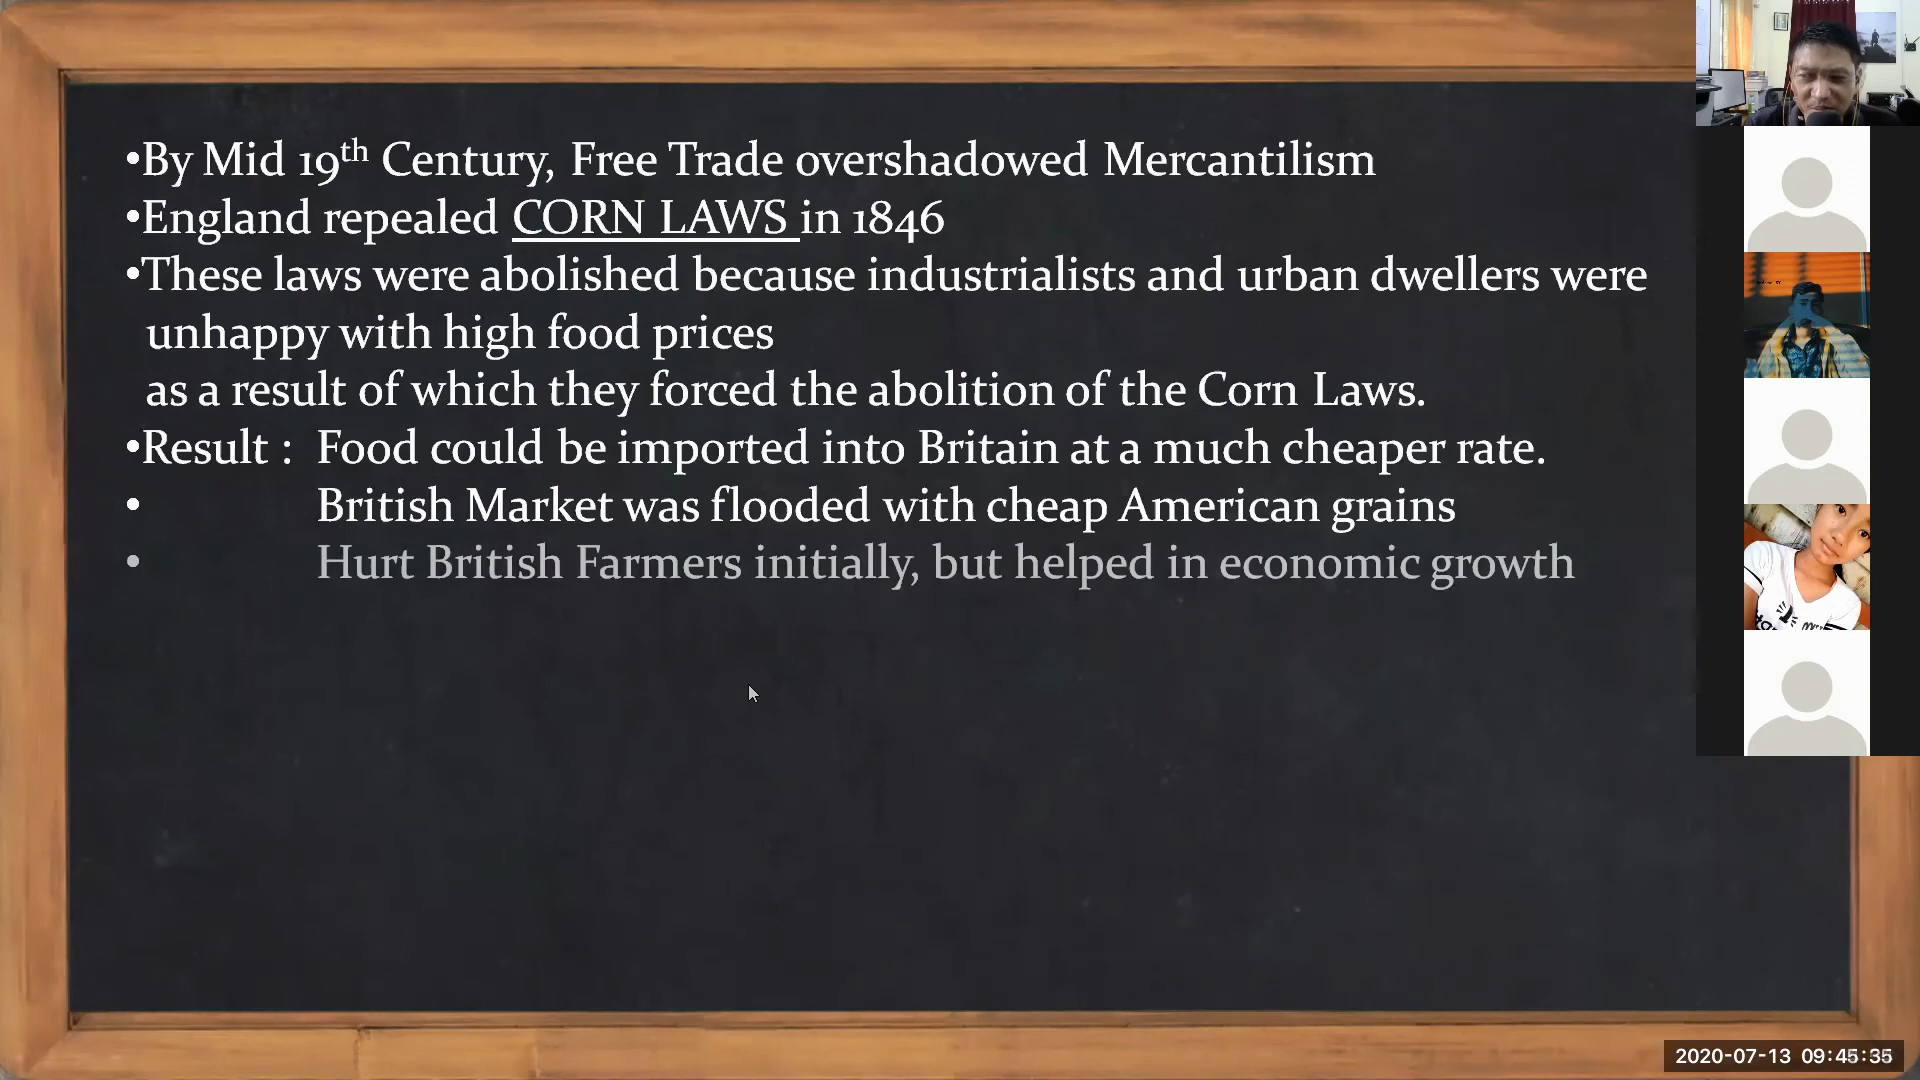 •By Mid 19th Century, Free Trade overshadowed Mercantilism
•England repealed CORN LAWS in 1846
•These laws were abolished because industrialists and urban dwellers were
unhappy with high food prices
as a result of which they forced the abolition of the Corn Laws.
•Result : Food could be imported into Britain at a much cheaper rate.
• British Market was flooded with cheap American grains
• Hurt British Farmers initially, but helped in economic growth
2020-07-13 09:45:35